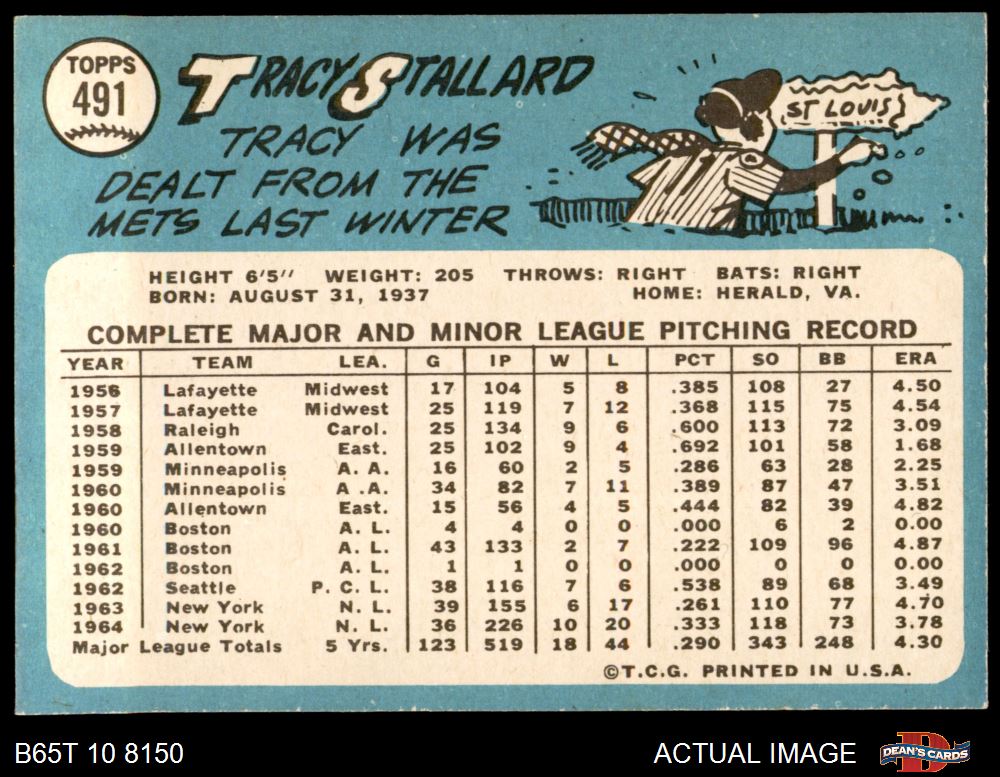 TOPPS
491
TRACY STALLARD
TRACY WAS
DEALT FROM THE
METS LAST WINTER
ST LOUIS
HEIGHT 6'5" WEIGHT: 205 THROWS: RIGHT BATS: RIGHT
BORN: AUGUST 31, 1937 HOME: HERALD, VA.
COMPLETE MAJOR AND MINOR LEAGUE PITCHING RECORD
YEAR TEAM LEA. G IP W L PCT SO BB ERA
1956 Lafayette Midwest 17 104 5 8 .385 108 27 4.50
1957 Lafayette Midwest 25 119 7 12 .368 115 75 4.54
1958 Raleigh Carol. 25 134 9 6 .600 113 72 3.09
1959 Allentown East. 25 102 9 4 .692 101 58 1.68
1959 Minneapolis A. A. 16 60 2 5 .286 63 28 2.25
1960 Minneapolis A .A. 34 82 7 11 .389 87 47 3.51
1960 Allentown East. 15 56 4 5 .444 82 39 4.82
1960 Boston A. L. 4 4 0 0 .000 6 2 0.00
1961 Boston A. L. 43 133 2 7 .222 109 96 4.87
1962 Boston A. L. 1 1 0 0 .000 0 0 0.00
1962 Seattle P. C. L. 38 116 7 6 .538 89 68 3.49
1963 New York N. L. 39 155 6 17 .261 110 77 4.70
1964 New York N. L. 36 226 10 20 .333 118 73 3.78
Major League Totals 5 Yrs. 123 519 18 44 .290 343 248 4.30
©T.C.G. PRINTED IN U.S.A.
B65T 10 8150 ACTUAL IMAGE DEAN'S CARDS